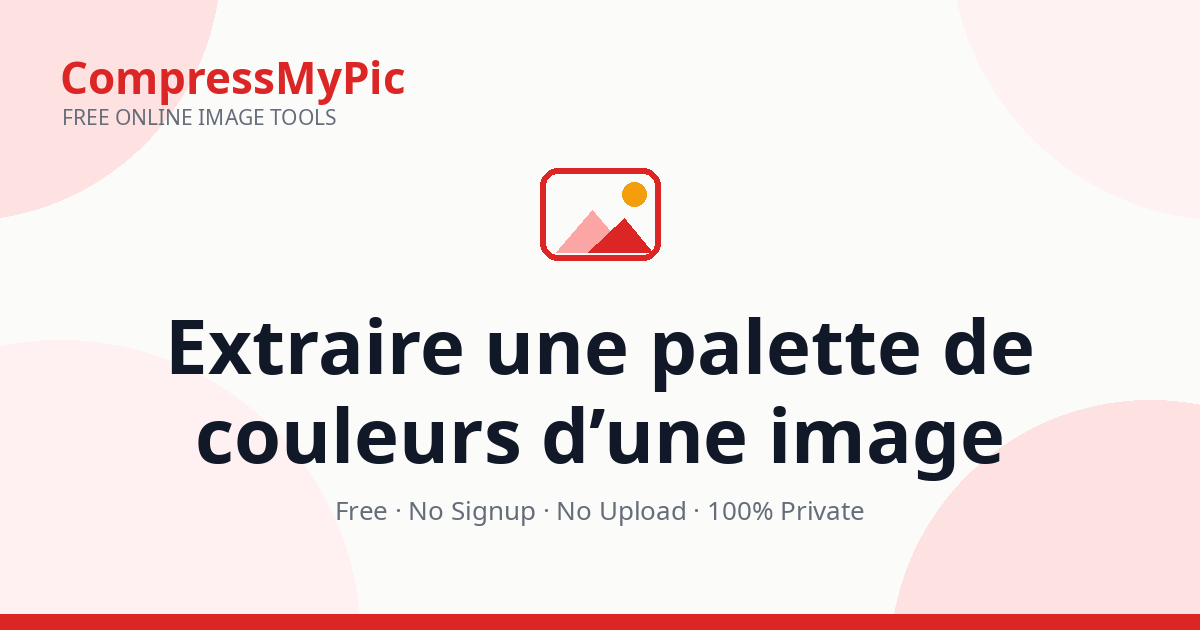 CompressMyPic
FREE ONLINE IMAGE TOOLS
Extraire une palette de
couleurs d’une image
Free · No Signup · No Upload · 100% Private